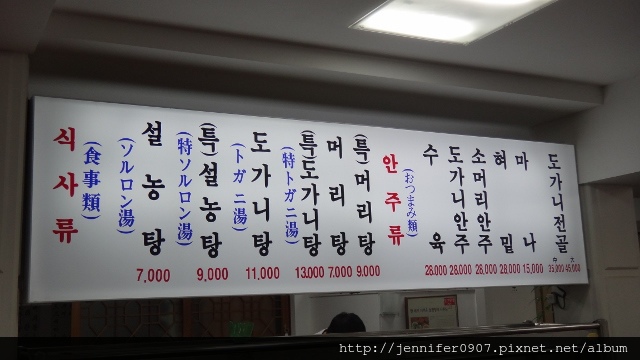 식사류
(食事類)
설농탕
(ソルロン湯)
7,000
(특)설농탕
(特ソルロン湯)
9,000
도가니탕
(トガニ湯)
11,000
(특)도가니탕
(特トガニ湯)
13,000
머리탕
7,000
(특)머리탕
9,000
안주류
(おつまみ類)
수육
28,000
도가니안주
28,000
소머리안주
28,000
혀밑
28,000
마나
15,000
도가니전골
35,000 45,000
http://jennifer0907.pixnet.net/album